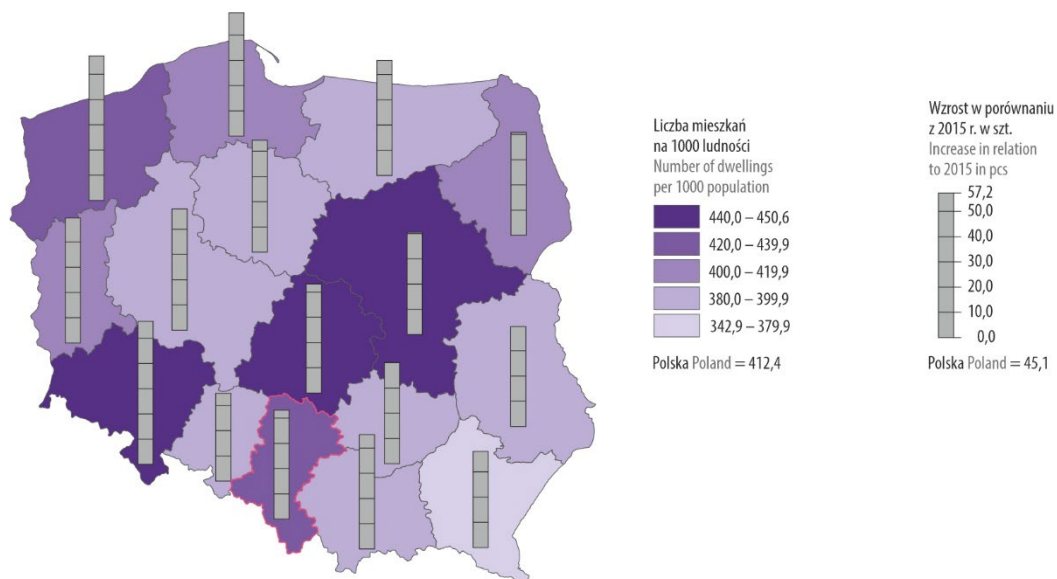 Liczba mieszkań
na 1000 ludności
Number of dwellings
per 1000 population
440,0 – 450,6
420,0 – 439,9
400,0 – 419,9
380,0 – 399,9
342,9 – 379,9
Polska Poland = 412,4
Wzrost w porównaniu
z 2015 r. w szt.
Increase in relation
to 2015 in pcs
57,2
50,0
40,0
30,0
20,0
10,0
0,0
Polska Poland = 45,1